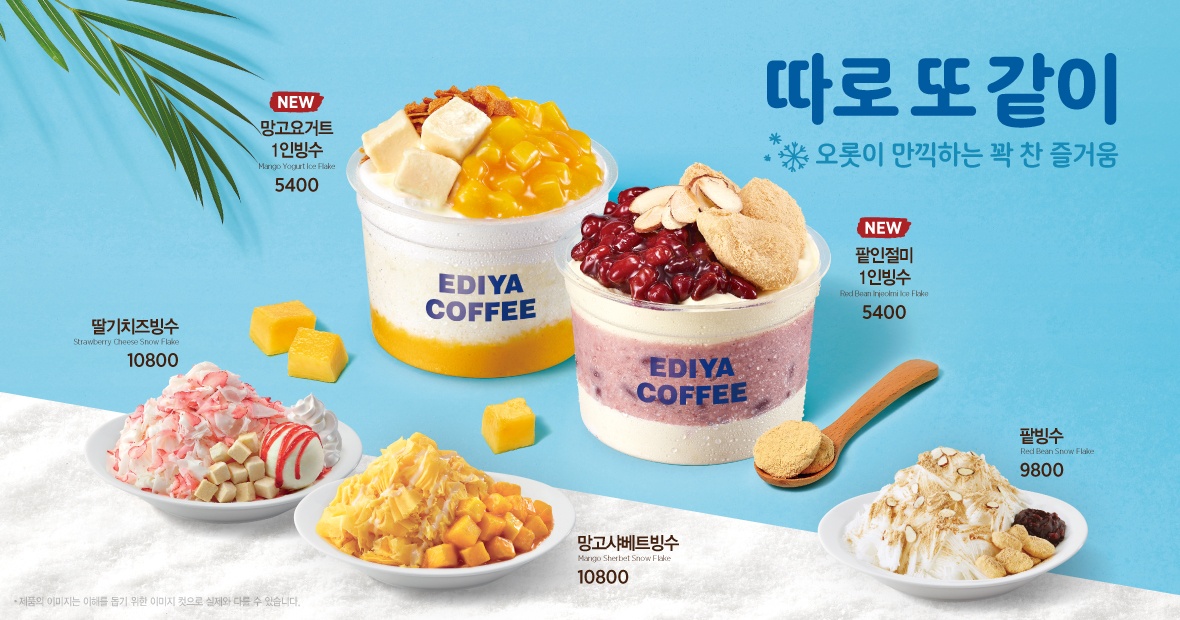 따로 또 같이
오롯이 만끽하는 꽉 찬 즐거움
NEW
망고요거트
1인빙수
Mango Yogurt Ice Flake
5400
EDIYA
COFFEE
NEW
팥인절미
1인빙수
Red Bean Injeolmi Ice Flake
5400
EDIYA
COFFEE
딸기치즈빙수
Strawberry Cheese Snow Flake
10800
망고샤베트빙수
Mango Sherbet Snow Flake
10800
팥빙수
Red Bean Snow Flake
9800
* 제품의 이미지는 이해를 돕기 위한 이미지 컷으로 실제와 다를 수 있습니다.